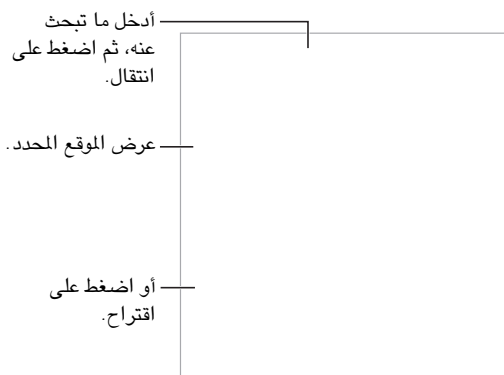 أدخل ما تبحث
عنه، ثم اضغط على
انتقال.
عرض الموقع المحدد.
أو اضغط على
اقتراح.